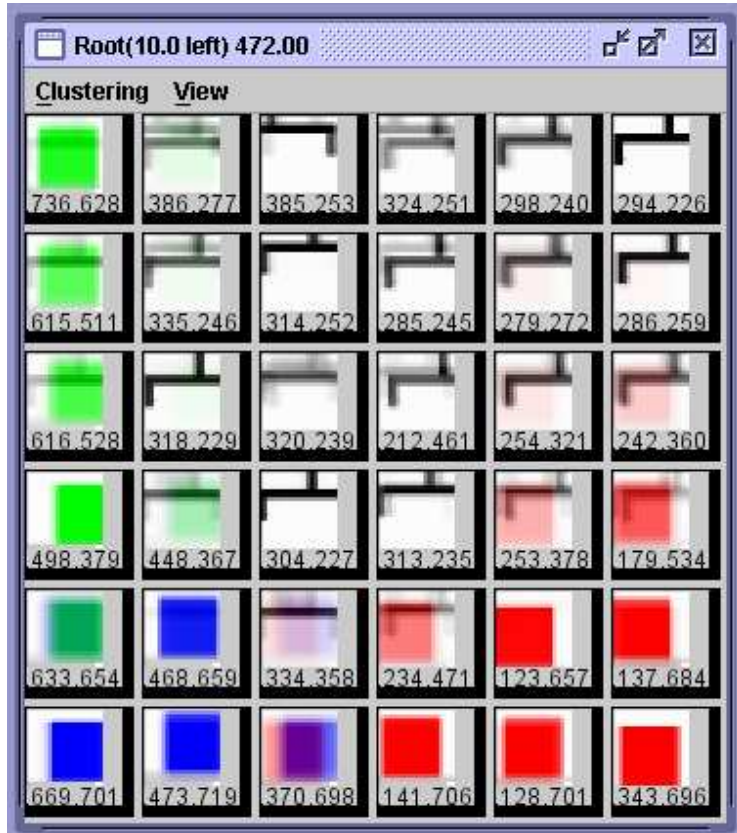 Root(10.0 left) 472.00
Clustering View
736.628 386.277 385.253 324.251 298.240 294.226
615.511 335.246 314.252 285.245 279.272 286.259
616.528 318.229 320.239 212.461 254.321 242.360
498.379 448.367 304.227 313.235 253.378 179.534
633.654 468.659 334.358 234.471 123.657 137.684
669.701 473.719 370.698 141.706 128.701 343.696